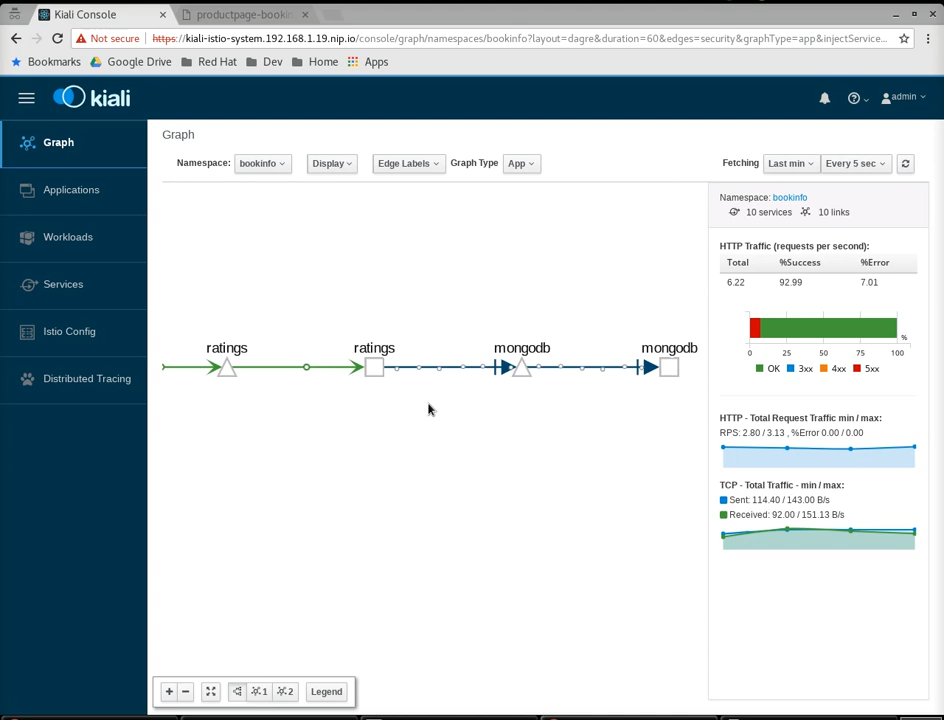 Kiali Console
productpage-bookin
Not secure
https://kiali-istio-system.192.168.1.19.nip.io/console/graph/namespaces/bookinfo?layout=dagre&duration=60&edges=security&graphType=app&injectService...
Bookmarks Google Drive Red Hat Dev Home Apps
kiali
admin
Graph
Applications
Workloads
Services
Istio Config
Distributed Tracing
Graph
Namespace: bookinfo Display Edge Labels Graph Type App
Fetching Last min Every 5 sec
ratings ratings mongodb mongodb
Namespace: bookinfo
10 services 10 links
HTTP Traffic (requests per second):
Total %Success %Error
6.22 92.99 7.01
%
0 25 50 75 100
OK 3xx 4xx 5xx
HTTP - Total Request Traffic min / max:
RPS: 2.80 / 3.13 , %Error 0.00 / 0.00
TCP - Total Traffic - min / max:
Sent: 114.40 / 143.00 B/s
Received: 92.00 / 151.13 B/s
1 2 Legend